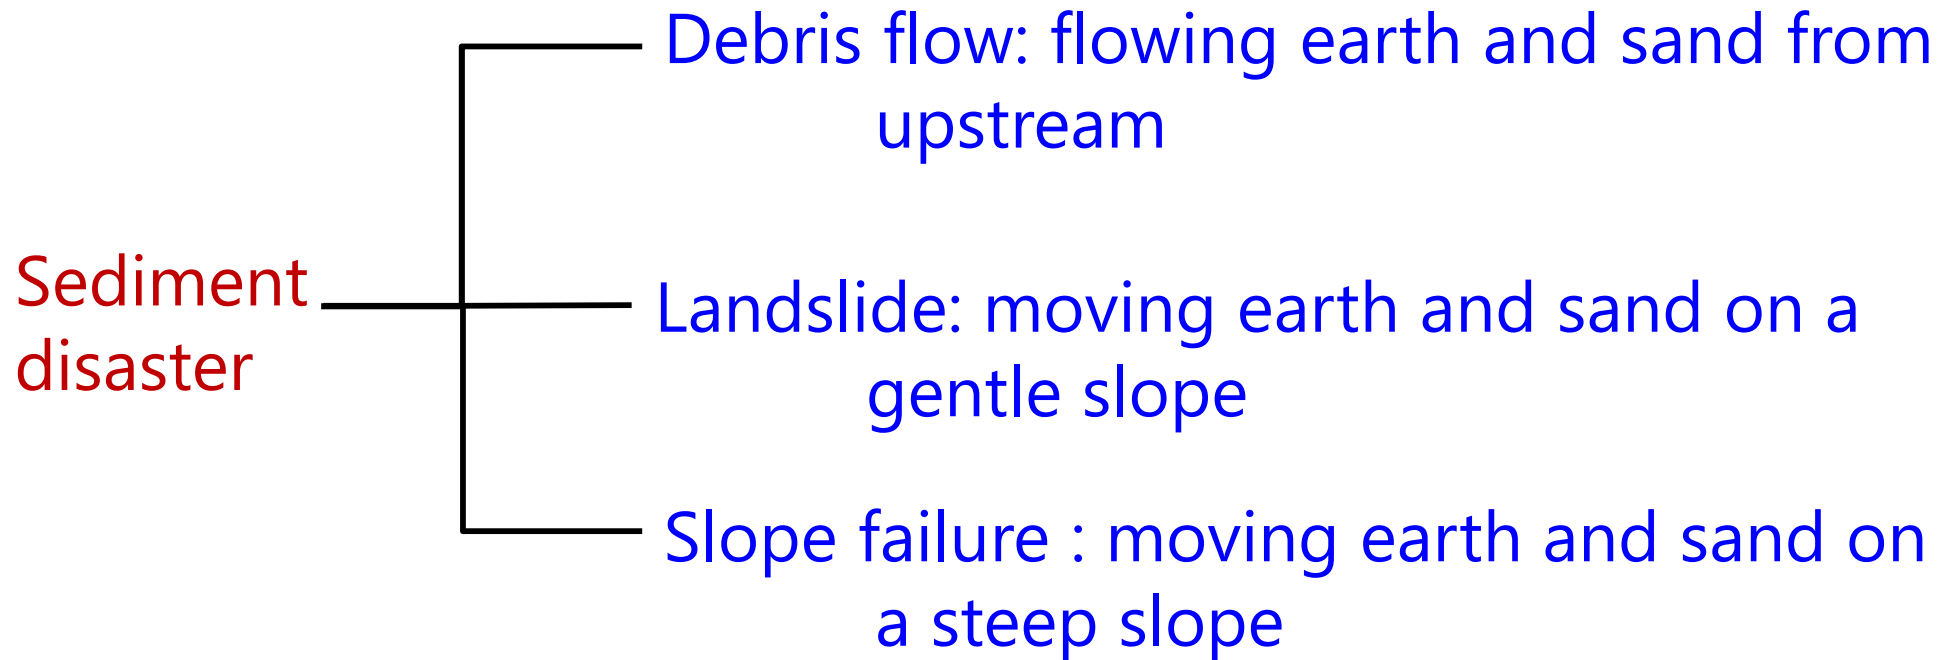 Debris flow: flowing earth and sand from
upstream
Sediment
disaster
Landslide: moving earth and sand on a
gentle slope
Slope failure : moving earth and sand on
a steep slope